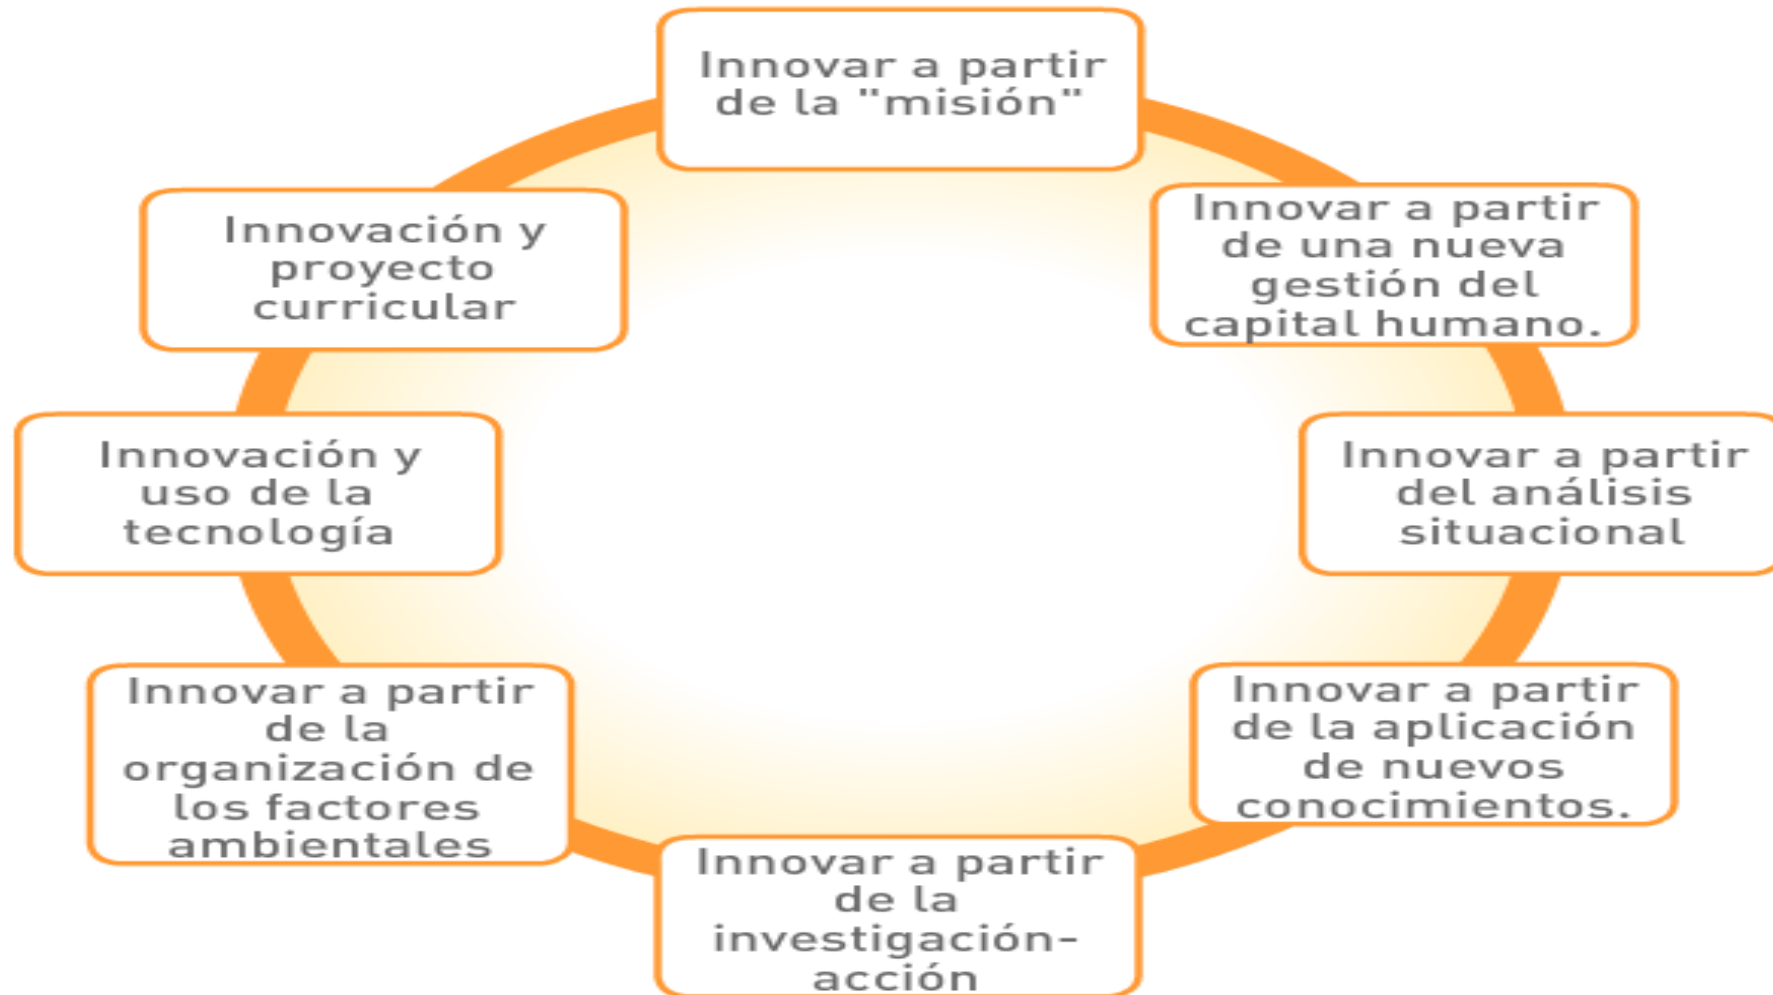 Innovar a partir
de la "misión"
Innovar a partir
de una nueva
gestión del
capital humano.
Innovar a partir
del análisis
situacional
Innovar a partir
de la aplicación
de nuevos
conocimientos.
Innovar a partir
de la
investigación-
acción
Innovar a partir
de la
organización de
los factores
ambientales
Innovación y
uso de la
tecnología
Innovación y
proyecto
curricular